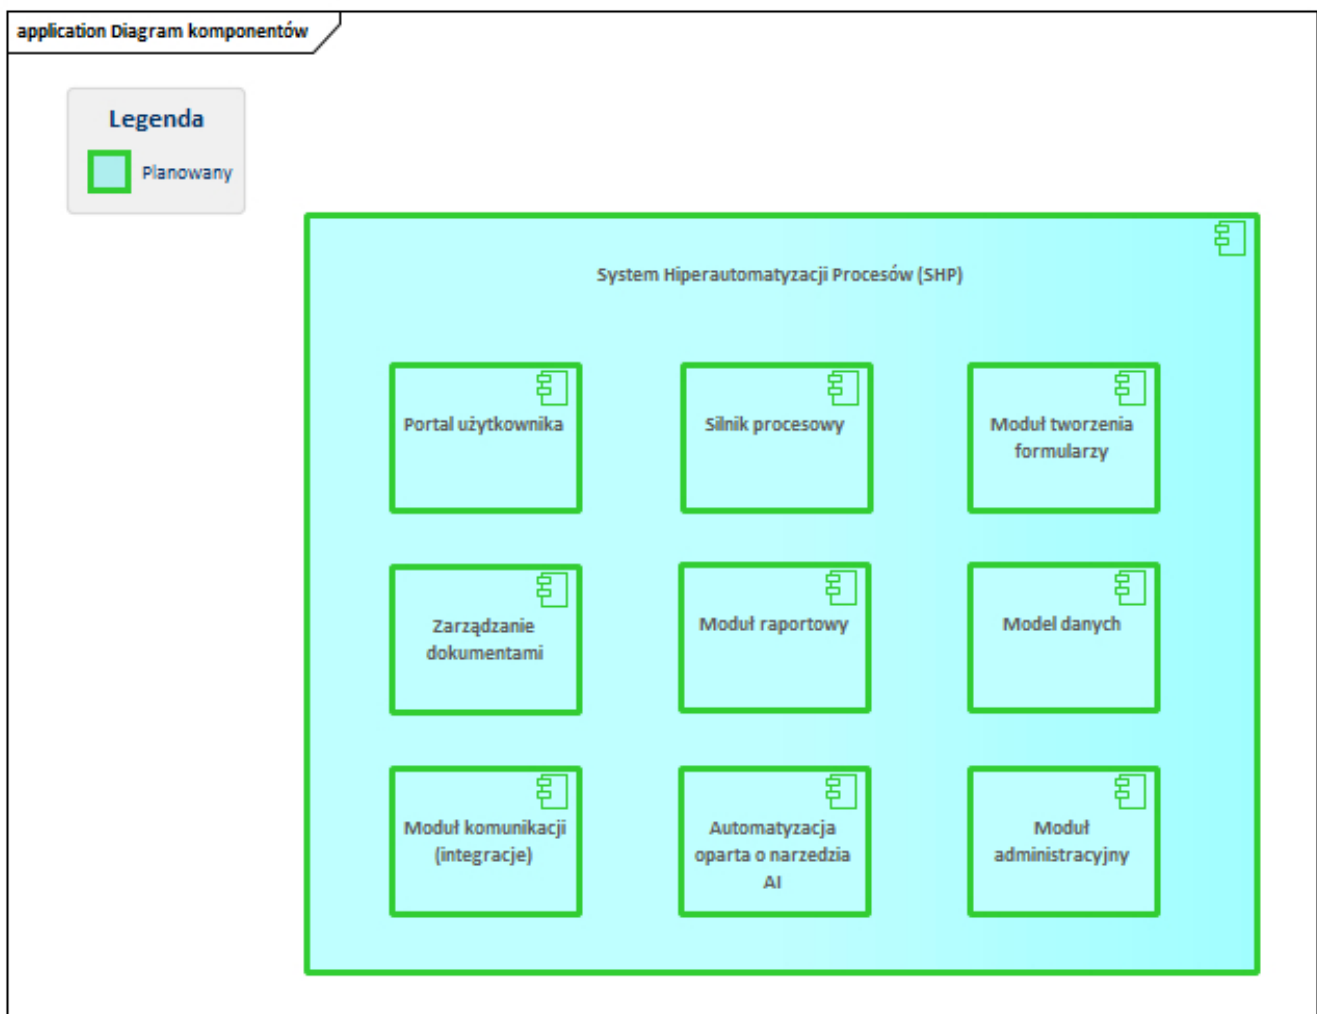 application Diagram komponentów
Legenda
Planowany
System Hiperautomatyzacji Procesów (SHP)
Portal użytkownika
Silnik procesowy
Moduł tworzenia
formularzy
Zarządzanie
dokumentami
Moduł raportowy
Model danych
Moduł komunikacji
(integracje)
Automatyzacja
oparta o narzedzia
AI
Moduł
administracyjny